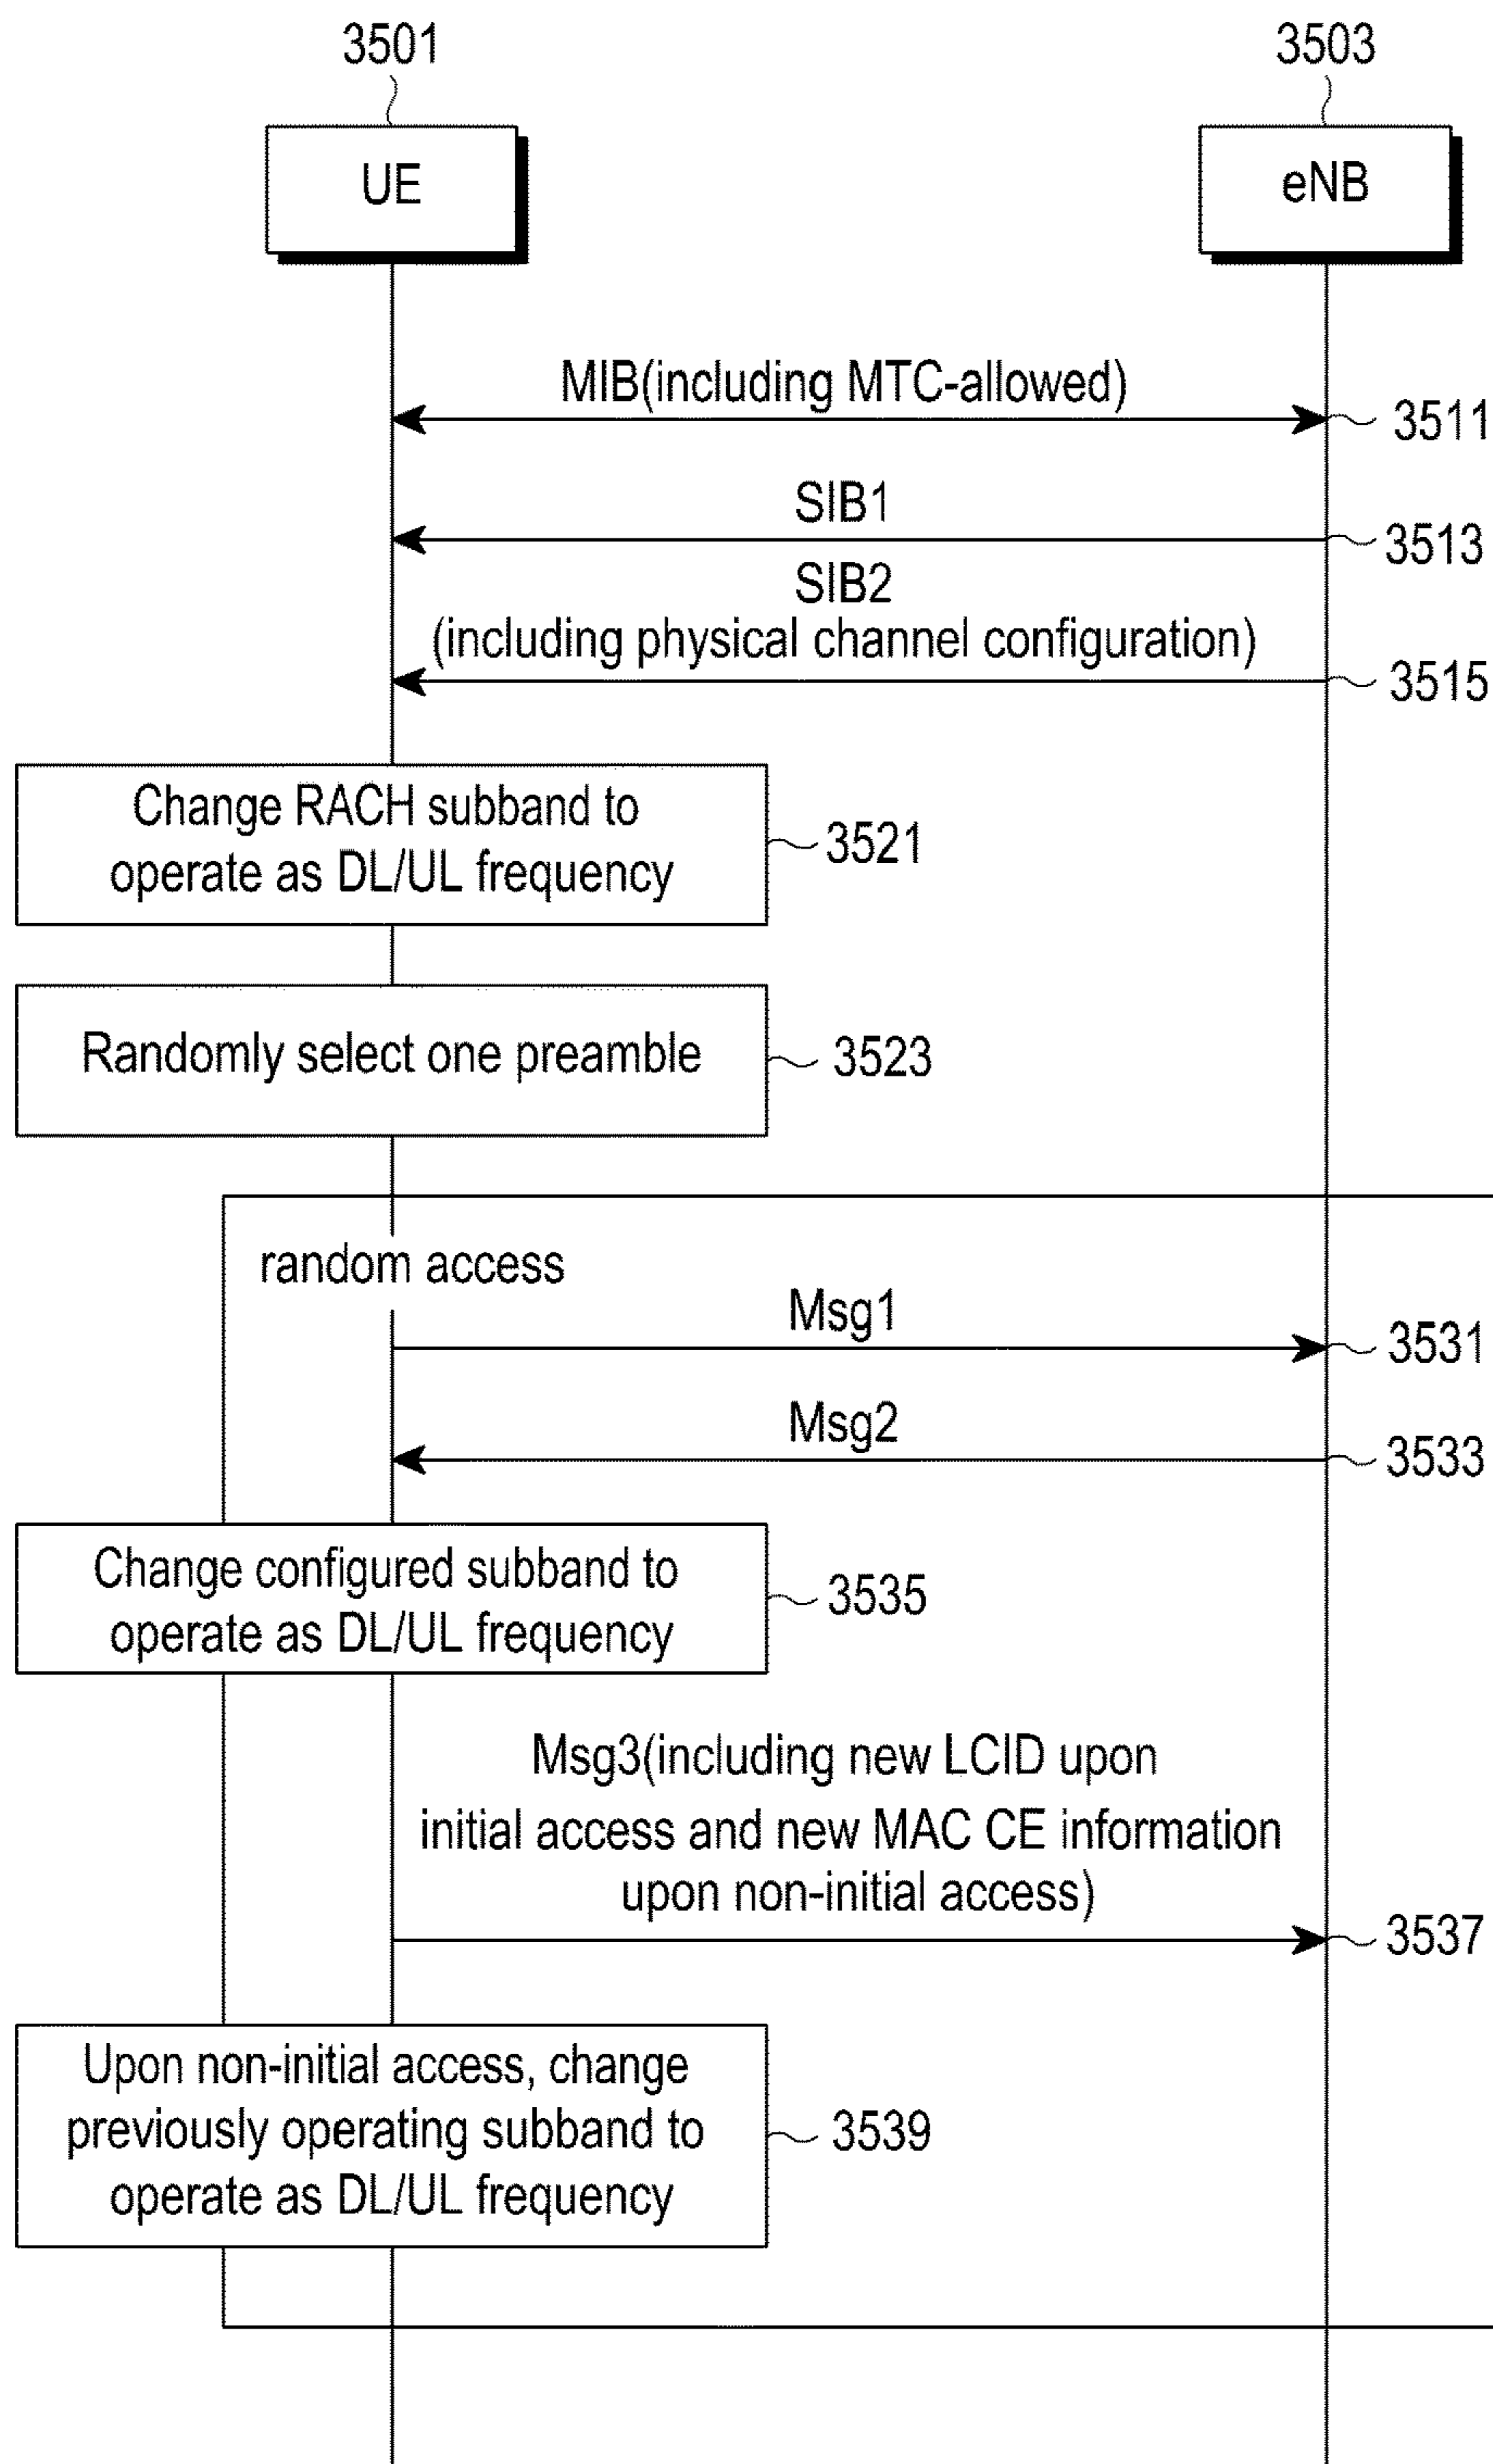 3501
3503
UE
eNB
MIB(including MTC-allowed)
3511
SIB1
3513
SIB2
(including physical channel configuration)
3515
Change RACH subband to
operate as DL/UL frequency
3521
Randomly select one preamble
3523
random access
Msg1
3531
Msg2
3533
Change configured subband to
operate as DL/UL frequency
3535
Msg3(including new LCID upon
initial access and new MAC CE information
upon non-initial access)
3537
Upon non-initial access, change
previously operating subband to
operate as DL/UL frequency
3539